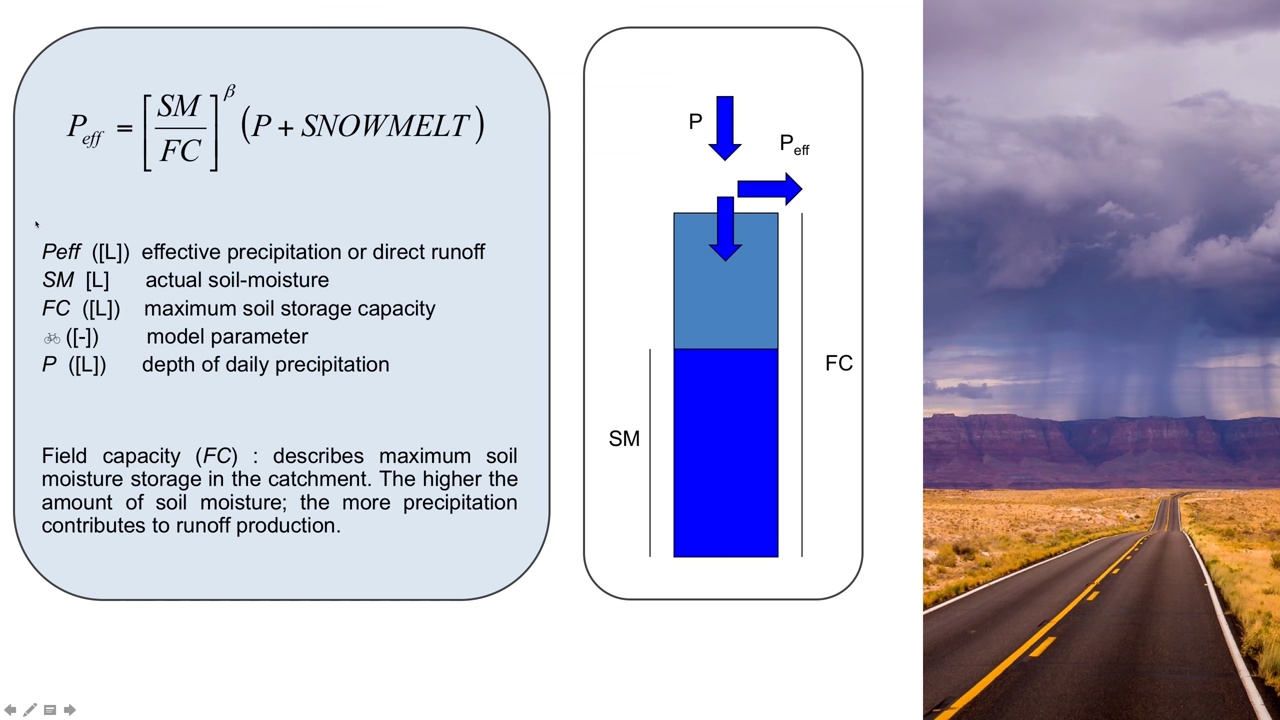 P_eff = [SM/FC]^β (P + SNOWMELT)
Peff ([L]) effective precipitation or direct runoff
SM [L] actual soil-moisture
FC ([L]) maximum soil storage capacity
🚲 ([-]) model parameter
P ([L]) depth of daily precipitation
Field capacity (FC) : describes maximum soil
moisture storage in the catchment. The higher the
amount of soil moisture; the more precipitation
contributes to runoff production.
P
Peff
FC
SM